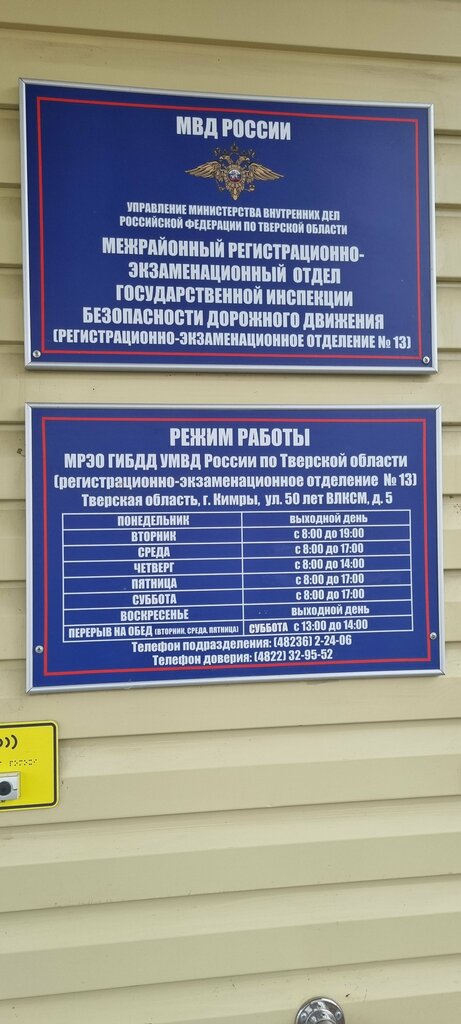 МВД РОССИИ
УПРАВЛЕНИЕ МИНИСТЕРСТВА ВНУТРЕННИХ ДЕЛ
РОССИЙСКОЙ ФЕДЕРАЦИИ ПО ТВЕРСКОЙ ОБЛАСТИ
МЕЖРАЙОННЫЙ РЕГИСТРАЦИОННО-
ЭКЗАМЕНАЦИОННЫЙ ОТДЕЛ
ГОСУДАРСТВЕННОЙ ИНСПЕКЦИИ
БЕЗОПАСНОСТИ ДОРОЖНОГО ДВИЖЕНИЯ
(РЕГИСТРАЦИОННО-ЭКЗАМЕНАЦИОННОЕ ОТДЕЛЕНИЕ № 13)
РЕЖИМ РАБОТЫ
МРЭО ГИБДД УМВД России по Тверской области
(регистрационно-экзаменационное отделение № 13)
Тверская область, г. Кимры, ул. 50 лет ВЛКСМ, д. 5
ПОНЕДЕЛЬНИК ВЫХОДНОЙ ДЕНЬ
ВТОРНИК с 8:00 до 19:00
СРЕДА с 8:00 до 17:00
ЧЕТВЕРГ с 8:00 до 14:00
ПЯТНИЦА с 8:00 до 17:00
СУББОТА с 8:00 до 17:00
ВОСКРЕСЕНЬЕ ВЫХОДНОЙ ДЕНЬ
ПЕРЕРЫВ НА ОБЕД (ВТОРНИК, СРЕДА, ПЯТНИЦА) СУББОТА с 13:00 до 14:00
Телефон подразделения: (48236) 2-24-06
Телефон доверия: (4822) 32-95-52